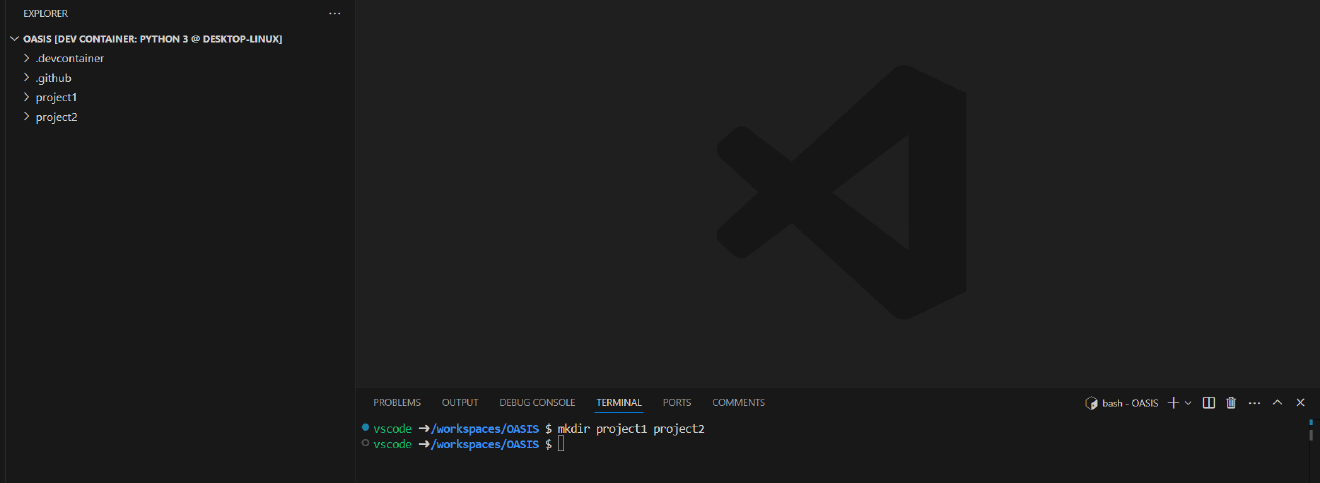 EXPLORER ...
OASIS [DEV CONTAINER: PYTHON 3 @ DESKTOP-LINUX]
.devcontainer
.github
project1
project2
PROBLEMS OUTPUT DEBUG CONSOLE TERMINAL PORTS COMMENTS bash - OASIS
vscode ➜/workspaces/OASIS $ mkdir project1 project2
vscode ➜/workspaces/OASIS $